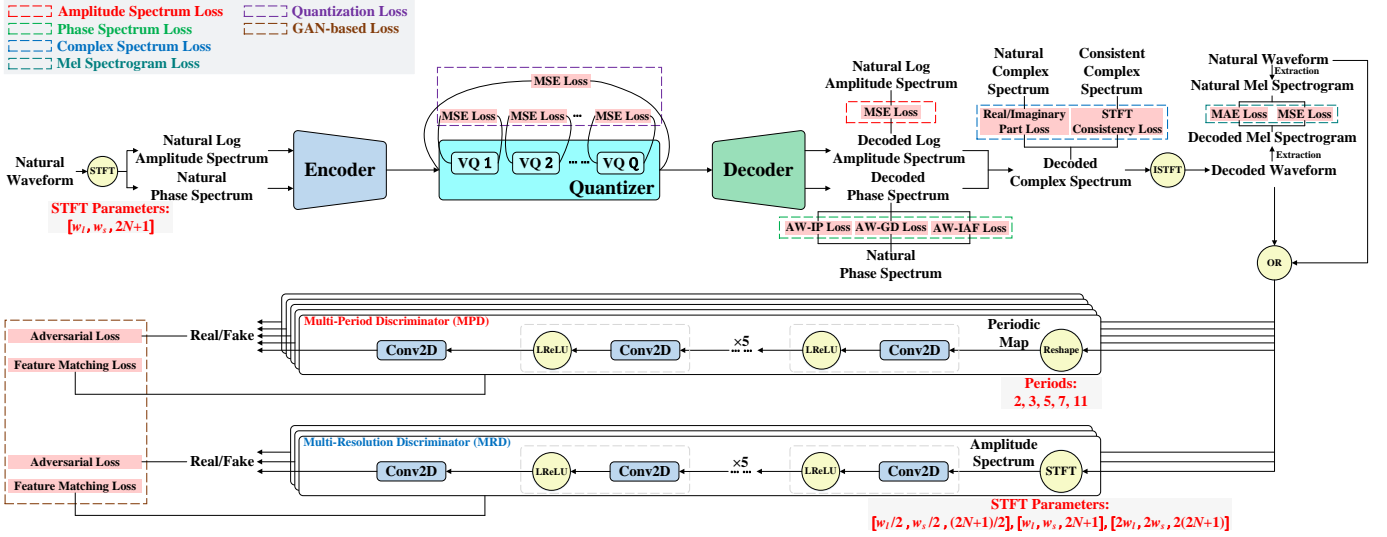 Amplitude Spectrum Loss
Phase Spectrum Loss
Complex Spectrum Loss
Mel Spectrogram Loss
Quantization Loss
GAN-based Loss
Natural
Waveform
STFT
Natural Log
Amplitude Spectrum
Natural
Phase Spectrum
STFT Parameters:
[w_l, w_s, 2N+1]
Encoder
MSE Loss
MSE Loss
MSE Loss
...
MSE Loss
VQ 1
VQ 2
... ...
VQ Q
Quantizer
Decoder
Natural Log
Amplitude Spectrum
MSE Loss
Decoded Log
Amplitude Spectrum
Decoded
Phase Spectrum
AW-IP Loss
AW-GD Loss
AW-IAF Loss
Natural
Phase Spectrum
Natural
Complex
Spectrum
Consistent
Complex
Spectrum
Real/Imaginary
Part Loss
STFT
Consistency Loss
Decoded
Complex Spectrum
ISTFT
Natural Waveform
Extraction
Natural Mel Spectrogram
MAE Loss
MSE Loss
Decoded Mel Spectrogram
Extraction
Decoded Waveform
OR
Adversarial Loss
Feature Matching Loss
Real/Fake
Multi-Period Discriminator (MPD)
Conv2D
LReLU
Conv2D
×5
... ...
LReLU
Conv2D
Periodic
Map
Reshape
Periods:
2, 3, 5, 7, 11
Adversarial Loss
Feature Matching Loss
Real/Fake
Multi-Resolution Discriminator (MRD)
Conv2D
LReLU
Conv2D
×5
... ...
LReLU
Conv2D
Amplitude
Spectrum
STFT
STFT Parameters:
[w_l/2, w_s/2, (2N+1)/2], [w_l, w_s, 2N+1], [2w_l, 2w_s, 2(2N+1)]